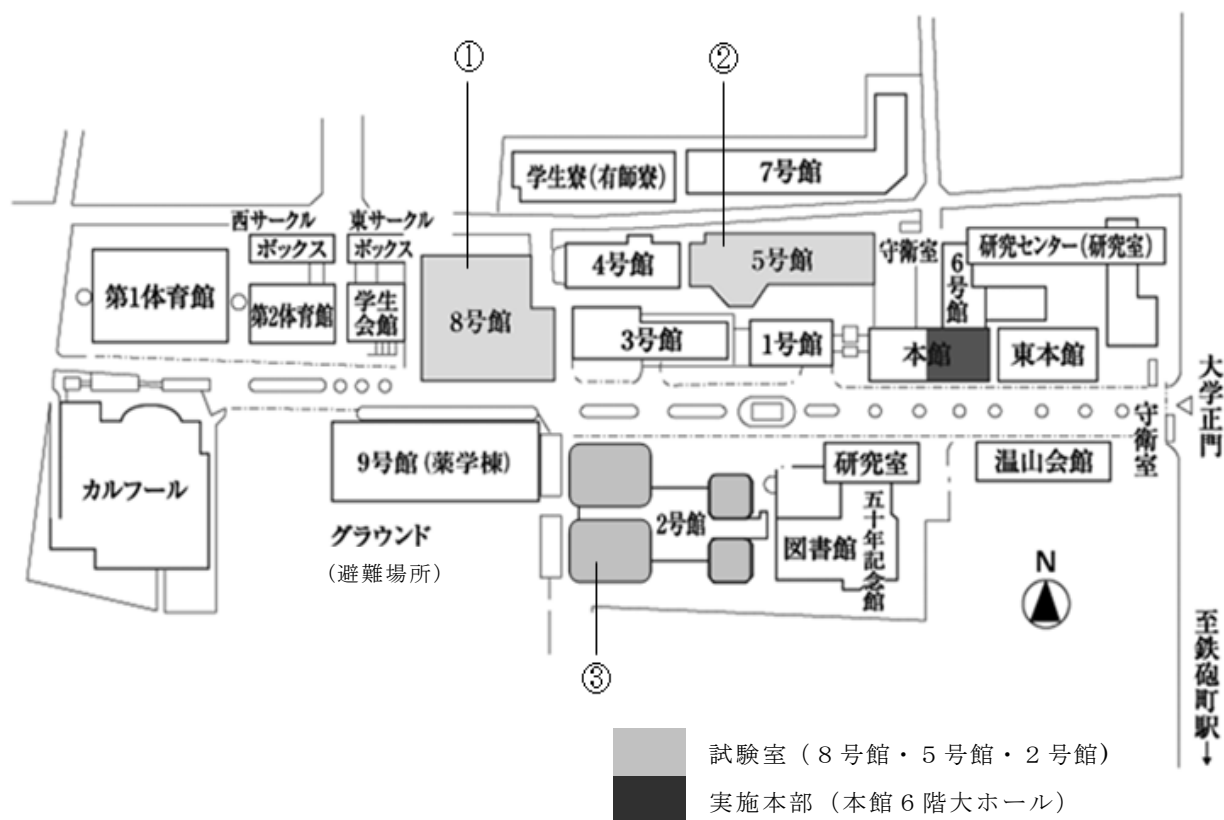 ①
②
学生寮(有師寮)
7号館
西サークル
ボックス
東サークル
ボックス
4号館
5号館
守衛室
6号館
研究センター(研究室)
第1体育館
第2体育館
学生
会館
8号館
3号館
1号館
本館
東本館
大学正門
守衛室
カルフール
9号館(薬学棟)
グラウンド
(避難場所)
2号館
研究室
図書館
五十年記念館
温山会館
N
至鉄砲町駅↓
③
試験室(8号館・5号館・2号館)
実施本部(本館6階大ホール)